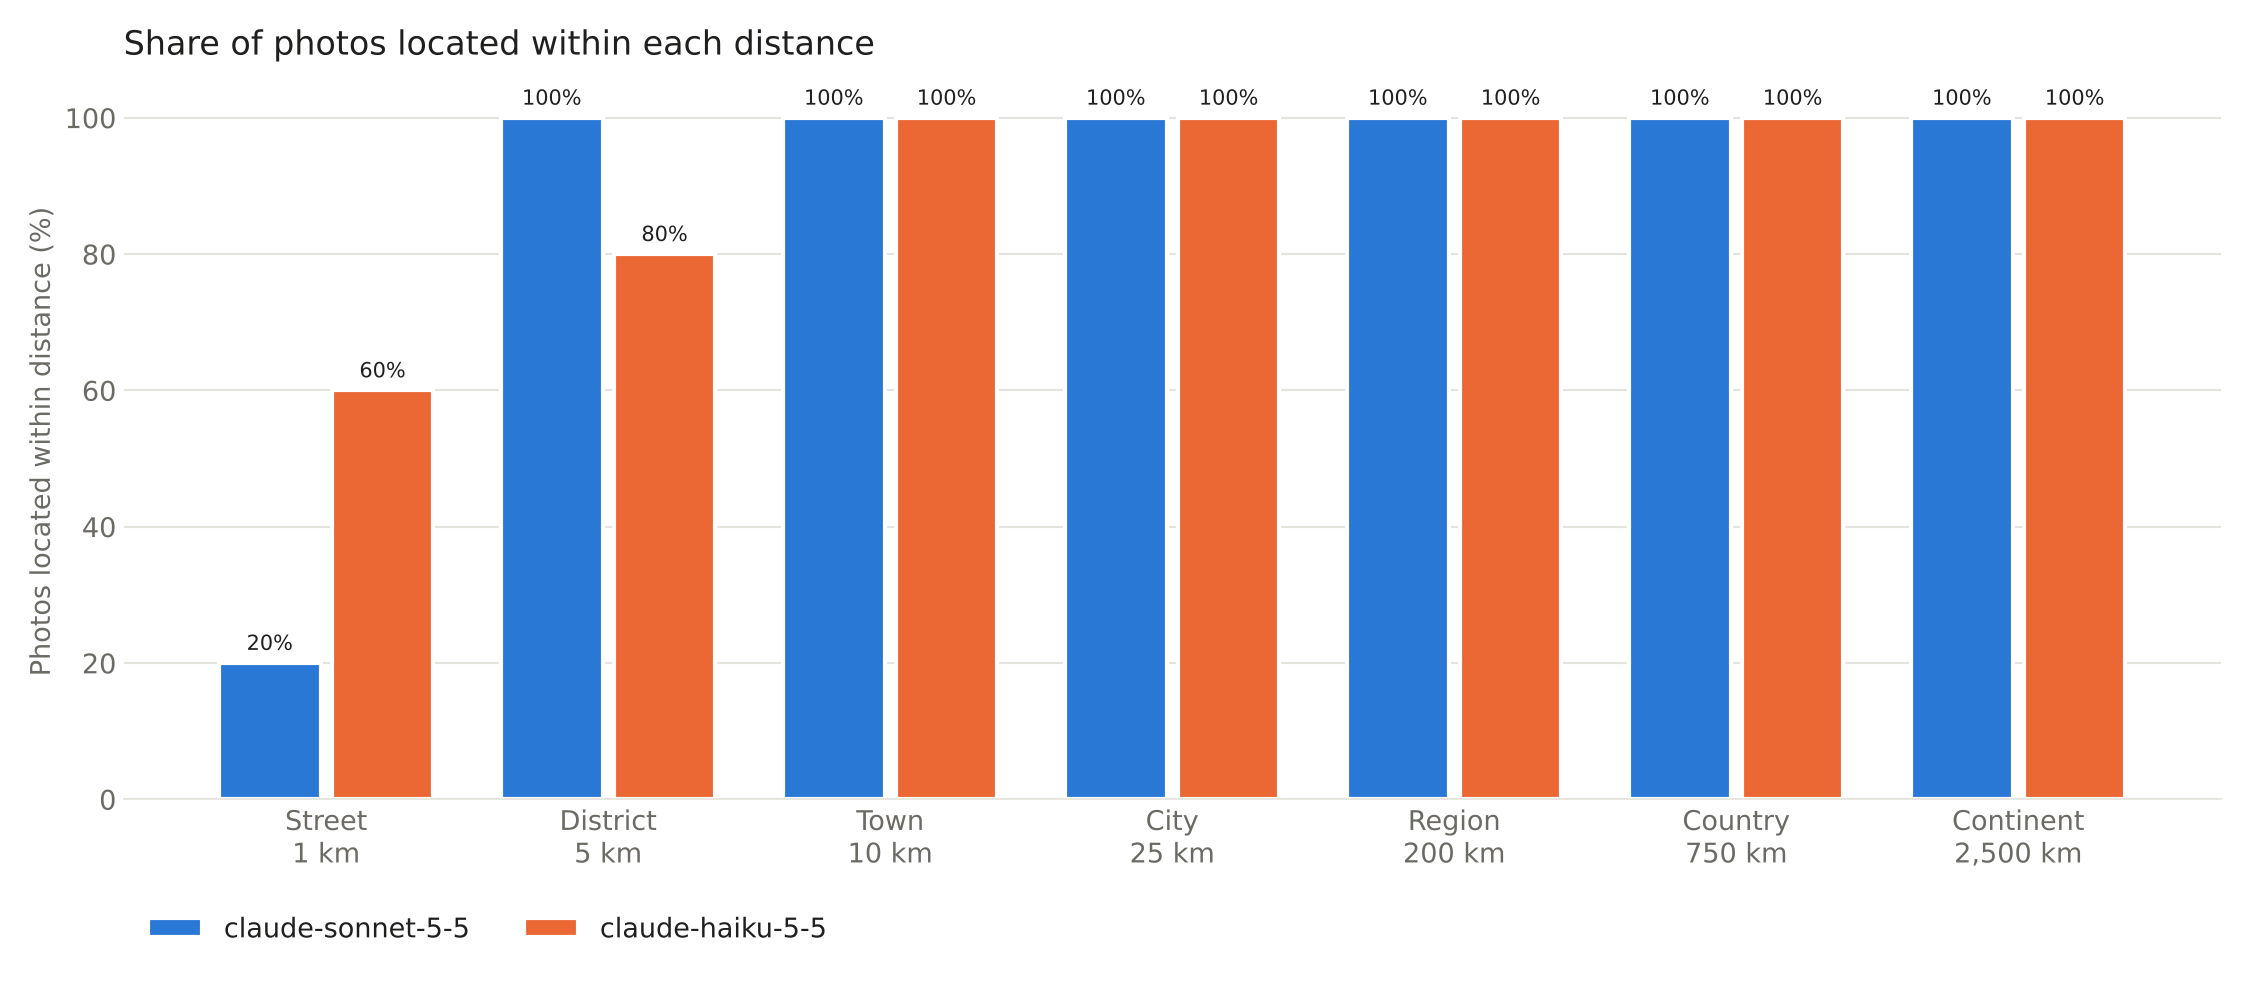 Share of photos located within each distance
Photos located within distance (%)
100
80
60
40
20
0
20%
60%
100%
80%
100%
100%
100%
100%
100%
100%
100%
100%
100%
100%
Street
1 km
District
5 km
Town
10 km
City
25 km
Region
200 km
Country
750 km
Continent
2,500 km
claude-sonnet-5-5
claude-haiku-5-5